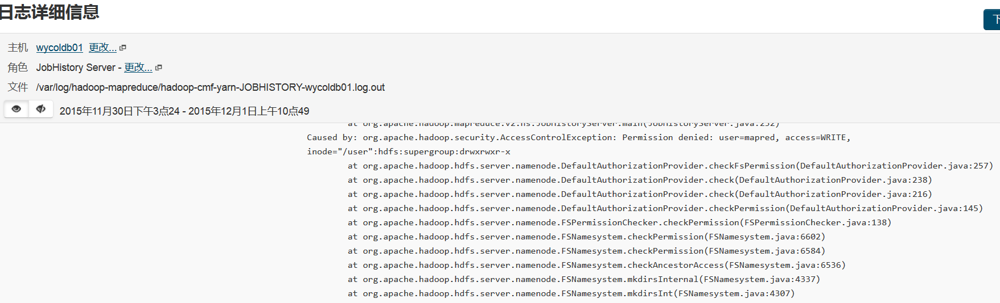 日志详细信息
下
主机 wycoldb01 更改...
角色 JobHistory Server - 更改...
文件 /var/log/hadoop-mapreduce/hadoop-cmf-yarn-JOBHISTORY-wycoldb01.log.out
2015年11月30日下午3点24 - 2015年12月1日上午10点49
at org.apache.hadoop.mapreduce.v2.hs.JobHistoryServer.main(JobHistoryServer.java:232)
Caused by: org.apache.hadoop.security.AccessControlException: Permission denied: user=mapred, access=WRITE,
inode="/user":hdfs:supergroup:drwxrwxr-x
at org.apache.hadoop.hdfs.server.namenode.DefaultAuthorizationProvider.checkFsPermission(DefaultAuthorizationProvider.java:257)
at org.apache.hadoop.hdfs.server.namenode.DefaultAuthorizationProvider.check(DefaultAuthorizationProvider.java:238)
at org.apache.hadoop.hdfs.server.namenode.DefaultAuthorizationProvider.check(DefaultAuthorizationProvider.java:216)
at org.apache.hadoop.hdfs.server.namenode.DefaultAuthorizationProvider.checkPermission(DefaultAuthorizationProvider.java:145)
at org.apache.hadoop.hdfs.server.namenode.FSPermissionChecker.checkPermission(FSPermissionChecker.java:138)
at org.apache.hadoop.hdfs.server.namenode.FSNamesystem.checkPermission(FSNamesystem.java:6602)
at org.apache.hadoop.hdfs.server.namenode.FSNamesystem.checkPermission(FSNamesystem.java:6584)
at org.apache.hadoop.hdfs.server.namenode.FSNamesystem.checkAncestorAccess(FSNamesystem.java:6536)
at org.apache.hadoop.hdfs.server.namenode.FSNamesystem.mkdirsInternal(FSNamesystem.java:4337)
at org.apache.hadoop.hdfs.server.namenode.FSNamesystem.mkdirsInt(FSNamesystem.java:4307)